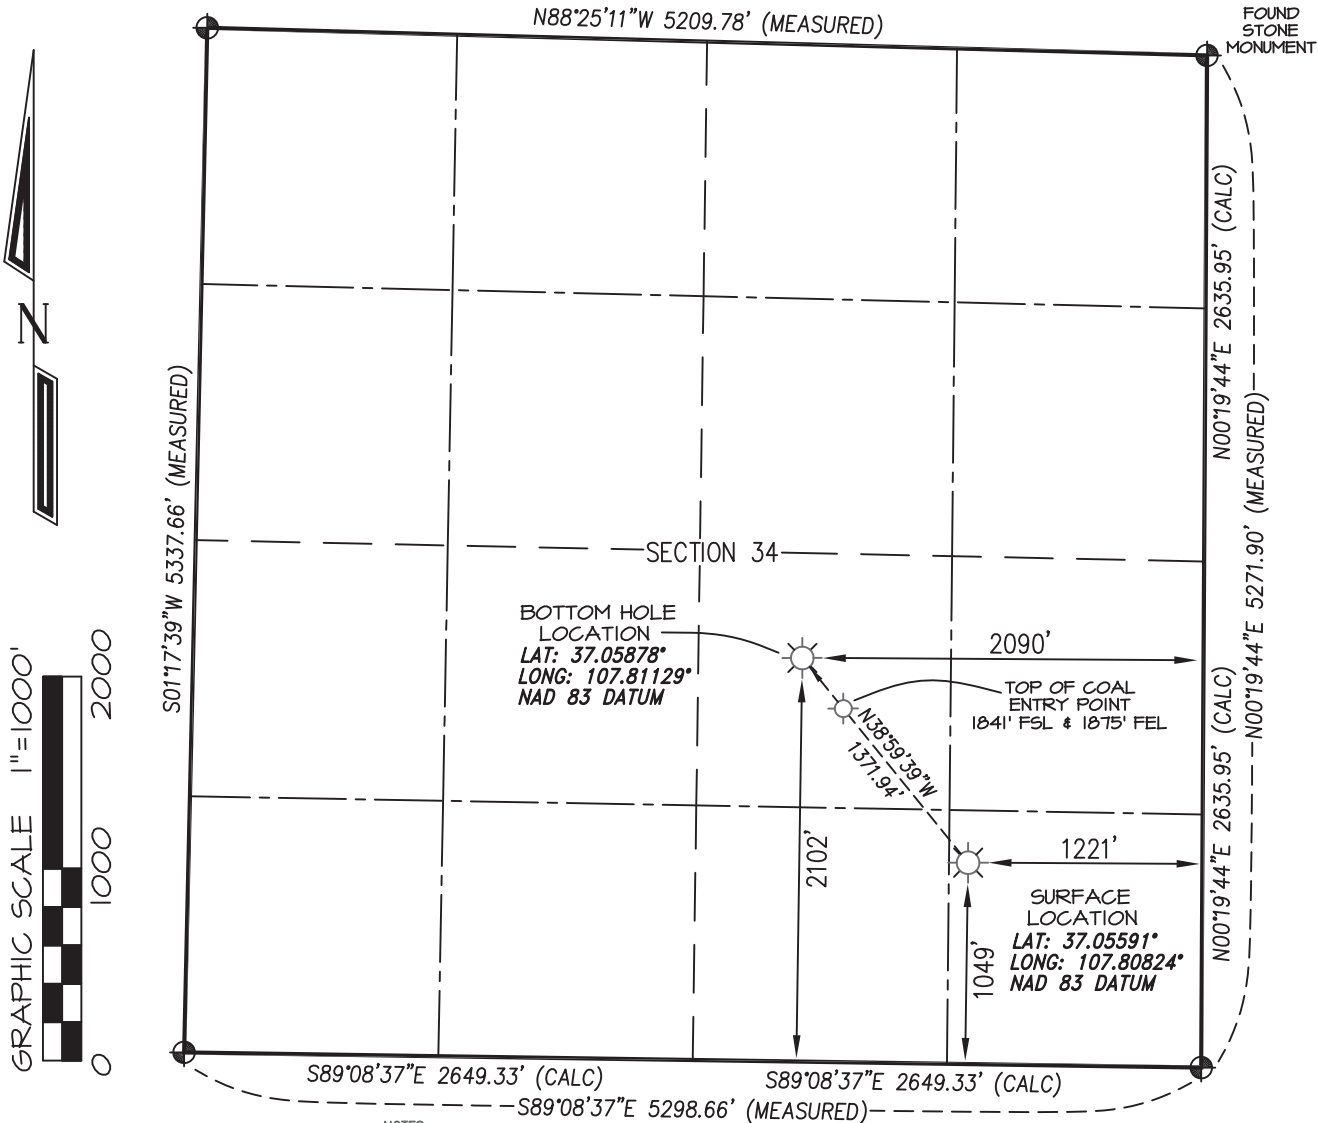 N88°25'11"W 5209.78' (MEASURED)
FOUND
STONE
MONUMENT
N
N00°19'44"E 2635.95' (CALC)
S01°17'39"W 5337.66' (MEASURED)
N00°19'44"E 5271.90' (MEASURED)
SECTION 34
BOTTOM HOLE
LOCATION
LAT: 37.05878°
LONG: 107.81129°
NAD 83 DATUM
2090'
TOP OF COAL
ENTRY POINT
1841' FSL & 1875' FEL
N38°59'39"W
1371.94'
N00°19'44"E 2635.95' (CALC)
2102'
1221'
1049'
SURFACE
LOCATION
LAT: 37.05591°
LONG: 107.80824°
NAD 83 DATUM
GRAPHIC SCALE 1"=1000'
0 1000 2000
S89°08'37"E 2649.33' (CALC)
S89°08'37"E 2649.33' (CALC)
S89°08'37"E 5298.66' (MEASURED)